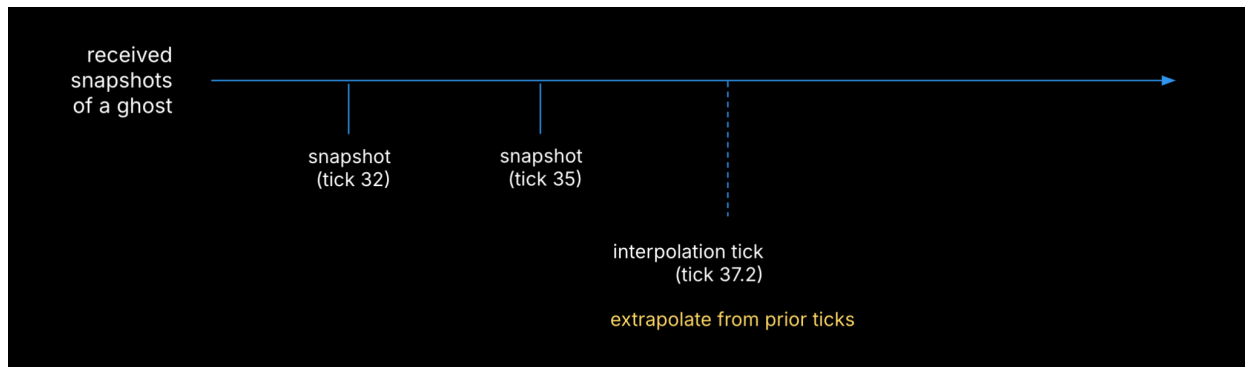 received
snapshots
of a ghost
snapshot
(tick 32)
snapshot
(tick 35)
interpolation tick
(tick 37.2)
extrapolate from prior ticks